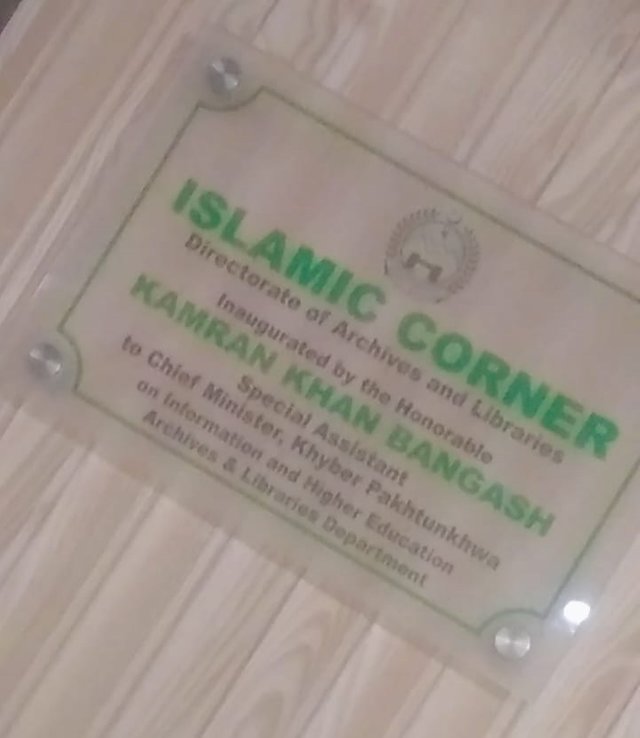 ISLAMIC CORNER
Directorate of Archives and Libraries
Inaugurated by the Honorable
KAMRAN KHAN BANGASH
Special Assistant
to Chief Minister, Khyber Pakhtunkhwa
on Information and Higher Education
Archives & Libraries Department